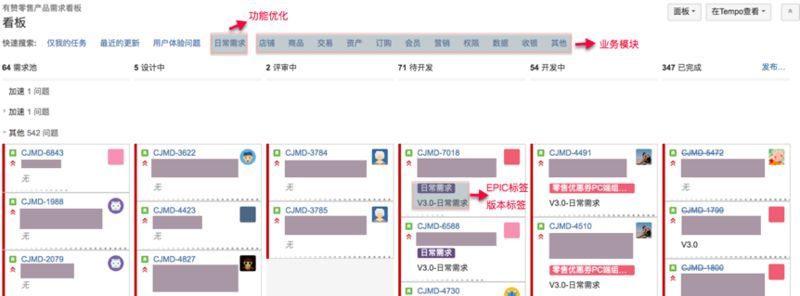 有赞零售产品需求看板
功能优化
看板
面板
在Tempo查看
快速搜索: 仅我的任务 最近的更新 用户体验问题 日常需求 店铺 商品 交易 资产 订购 会员 营销 权限 数据 收银 其他
业务模块
64 需求池 5 设计中 2 评审中 71 待开发 54 开发中 347 已完成 发布...
加速 1 问题
加速 1 问题
其他 542 问题
CJMD-6843 CJMD-3622 CJMD-3784 CJMD-7018 CJMD-4491 CJMD-5472
无 无 无 日常需求 零售优惠券PC端组... 
EPIC标签
V3.0-日常需求 V3.0-日常需求
版本标签
CJMD-1988 CJMD-4423 CJMD-3785 CJMD-6588 CJMD-4510 CJMD-1799
无 无 无 日常需求 V3.0
V3.0-日常需求 零售优惠券PC端组...
V3.0-日常需求
CJMD-2079 CJMD-4827 CJMD-4730 CJMD-1800
无